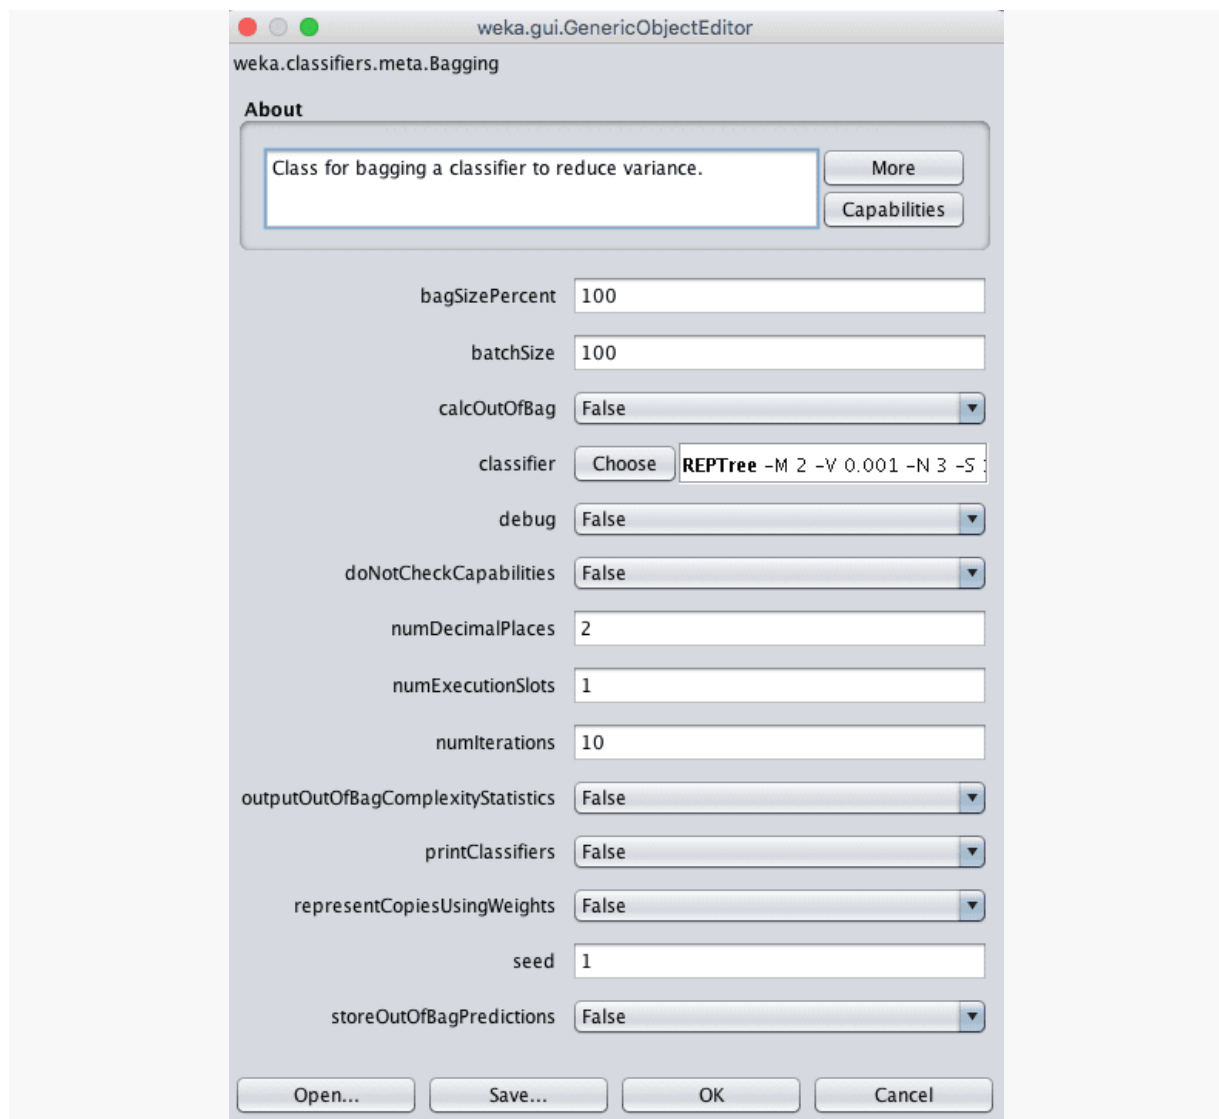 weka.gui.GenericObjectEditor
weka.classifiers.meta.Bagging
About
Class for bagging a classifier to reduce variance.
More
Capabilities
bagSizePercent 100
batchSize 100
calcOutOfBag False
classifier Choose REPTree -M 2 -V 0.001 -N 3 -S
debug False
doNotCheckCapabilities False
numDecimalPlaces 2
numExecutionSlots 1
numIterations 10
outputOutOfBagComplexityStatistics False
printClassifiers False
representCopiesUsingWeights False
seed 1
storeOutOfBagPredictions False
Open... Save... OK Cancel